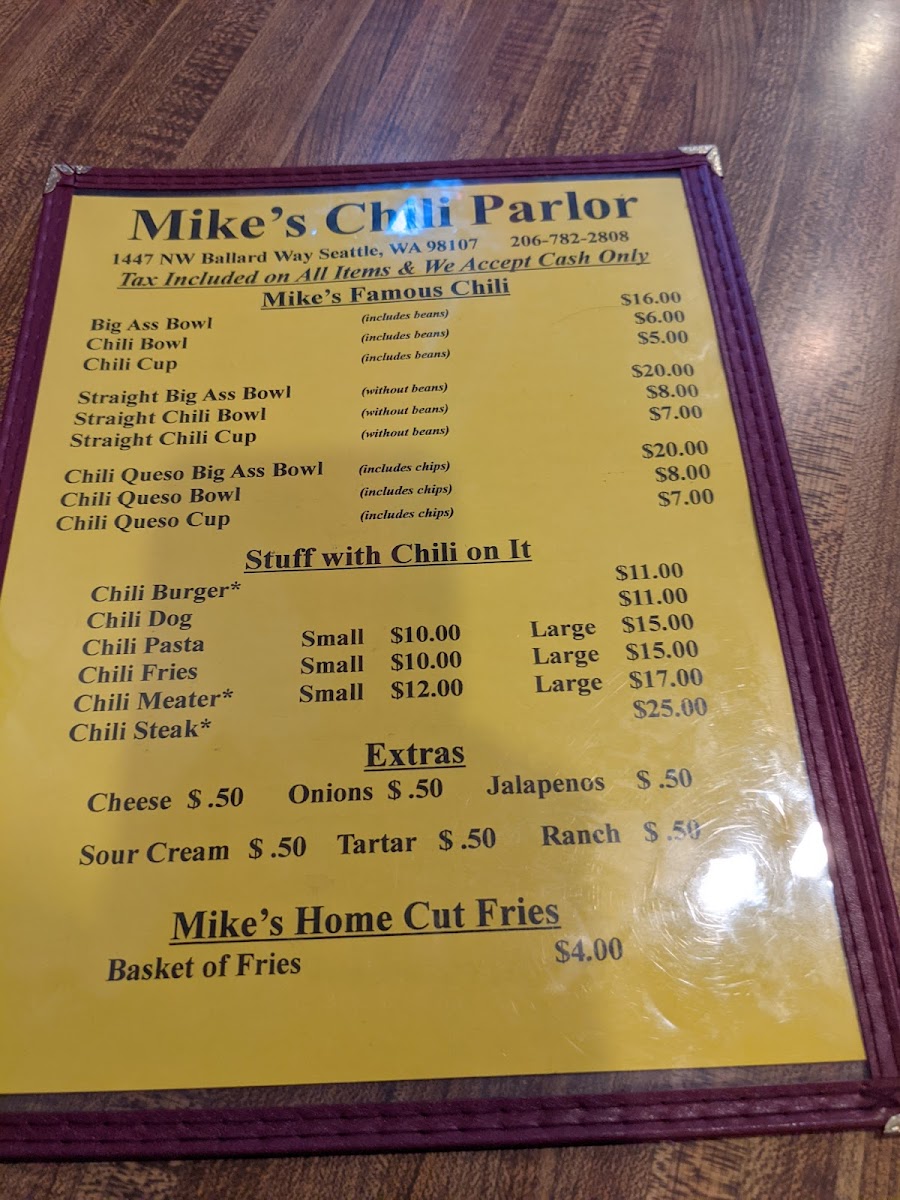 Mike's Chili Parlor
1447 NW Ballard Way Seattle, WA 98107 206-782-2808
Tax Included on All Items & We Accept Cash Only
Mike's Famous Chili
Big Ass Bowl (includes beans) $16.00
Chili Bowl (includes beans) $6.00
Chili Cup (includes beans) $5.00
Straight Big Ass Bowl (without beans) $20.00
Straight Chili Bowl (without beans) $8.00
Straight Chili Cup (without beans) $7.00
Chili Queso Big Ass Bowl (includes chips) $20.00
Chili Queso Bowl (includes chips) $8.00
Chili Queso Cup (includes chips) $7.00
Stuff with Chili on It
Chili Burger* $11.00
Chili Dog $11.00
Chili Pasta Small $10.00 Large $15.00
Chili Fries Small $10.00 Large $15.00
Chili Meater* Small $12.00 Large $17.00
Chili Steak* $25.00
Extras
Cheese $ .50 Onions $ .50 Jalapenos $ .50
Sour Cream $ .50 Tartar $ .50 Ranch $ .50
Mike's Home Cut Fries
Basket of Fries $4.00